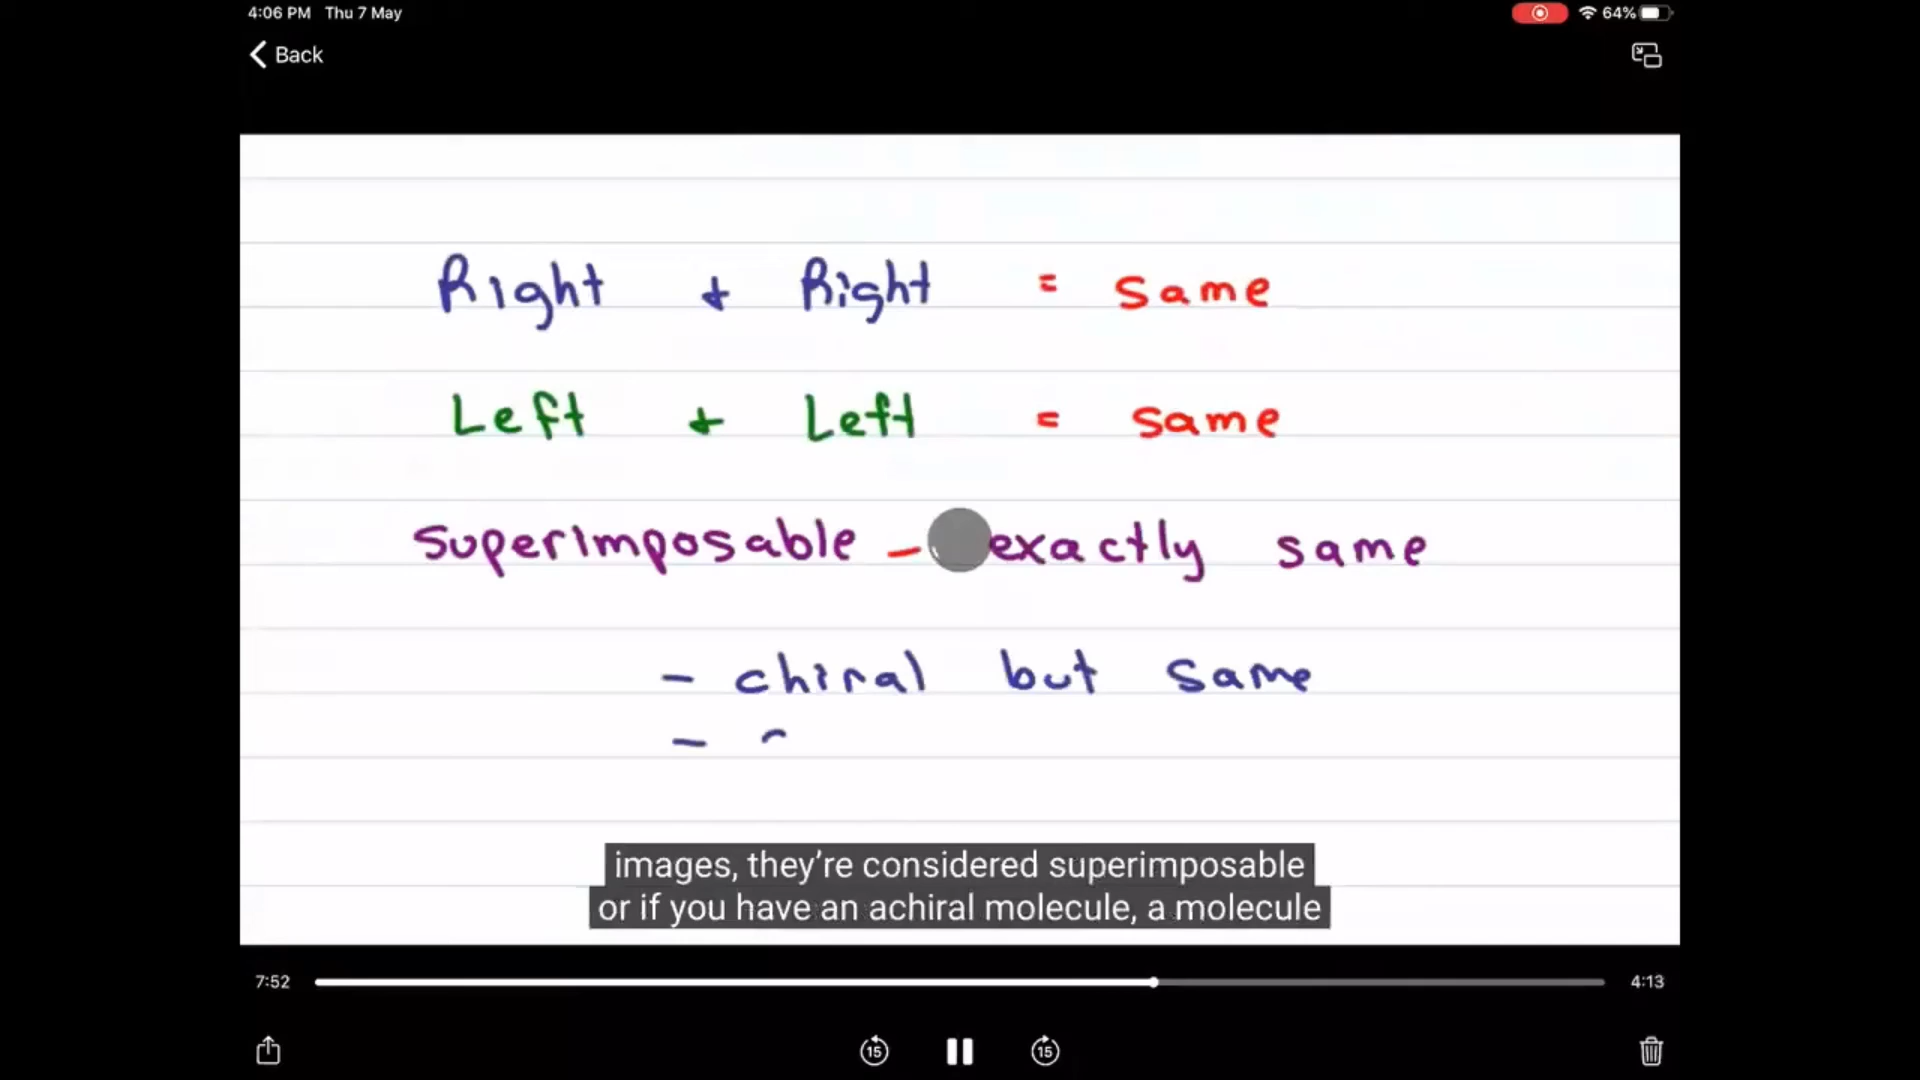 4:06 PM Thu 7 May
64%
Back
Right + Right = same
Left + Left = same
Superimposable - exactly same
- chiral but same
-
images, they're considered superimposable
or if you have an achiral molecule, a molecule
7:52
4:13
15
15